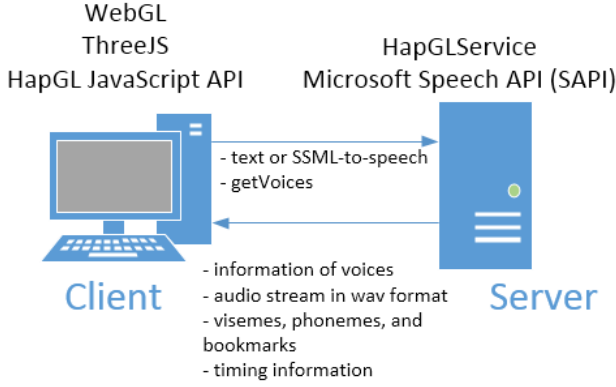 WebGL
ThreeJS
HapGL JavaScript API
HapGLService
Microsoft Speech API (SAPI)
- text or SSML-to-speech
- getVoices
- information of voices
- audio stream in wav format
- visemes, phonemes, and
bookmarks
- timing information
Client
Server